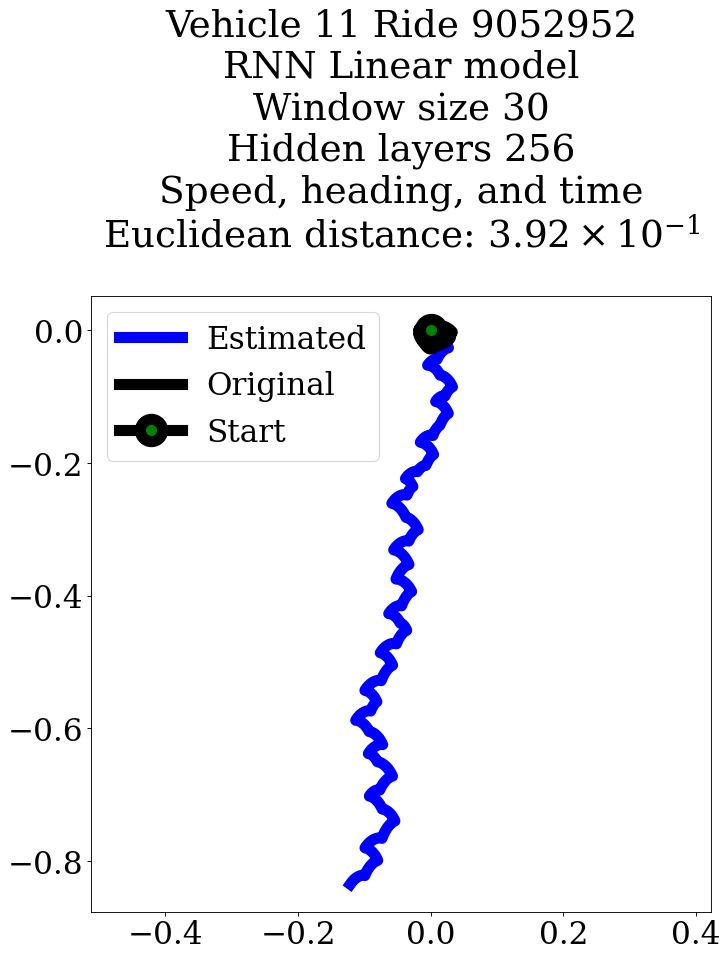 Vehicle 11 Ride 9052952
RNN Linear model
Window size 30
Hidden layers 256
Speed, heading, and time
Euclidean distance: 3.92 × 10⁻¹
Estimated
Original
Start
0.0
−0.2
−0.4
−0.6
−0.8
−0.4 −0.2 0.0 0.2 0.4